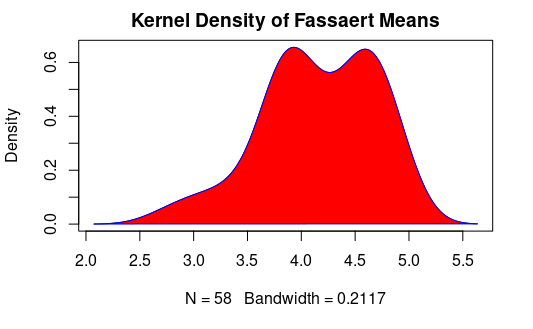 Kernel Density of Fassaert Means
Density
0.6
0.4
0.2
0.0
2.0 2.5 3.0 3.5 4.0 4.5 5.0 5.5
N = 58 Bandwidth = 0.2117